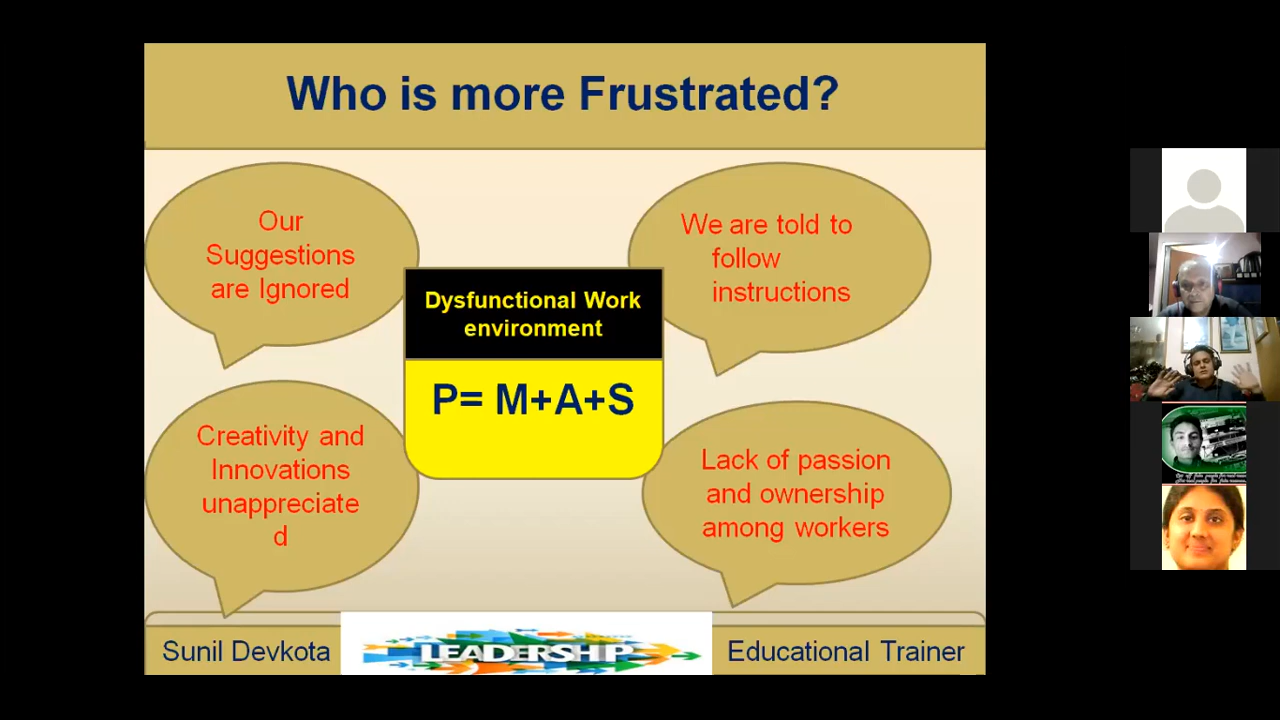 Who is more Frustrated?
Our
Suggestions
are Ignored
We are told to
follow
instructions
Dysfunctional Work
environment
P= M+A+S
Creativity and
Innovations
unappreciate
d
Lack of passion
and ownership
among workers
Sunil Devkota
LEADERSHIP
Educational Trainer